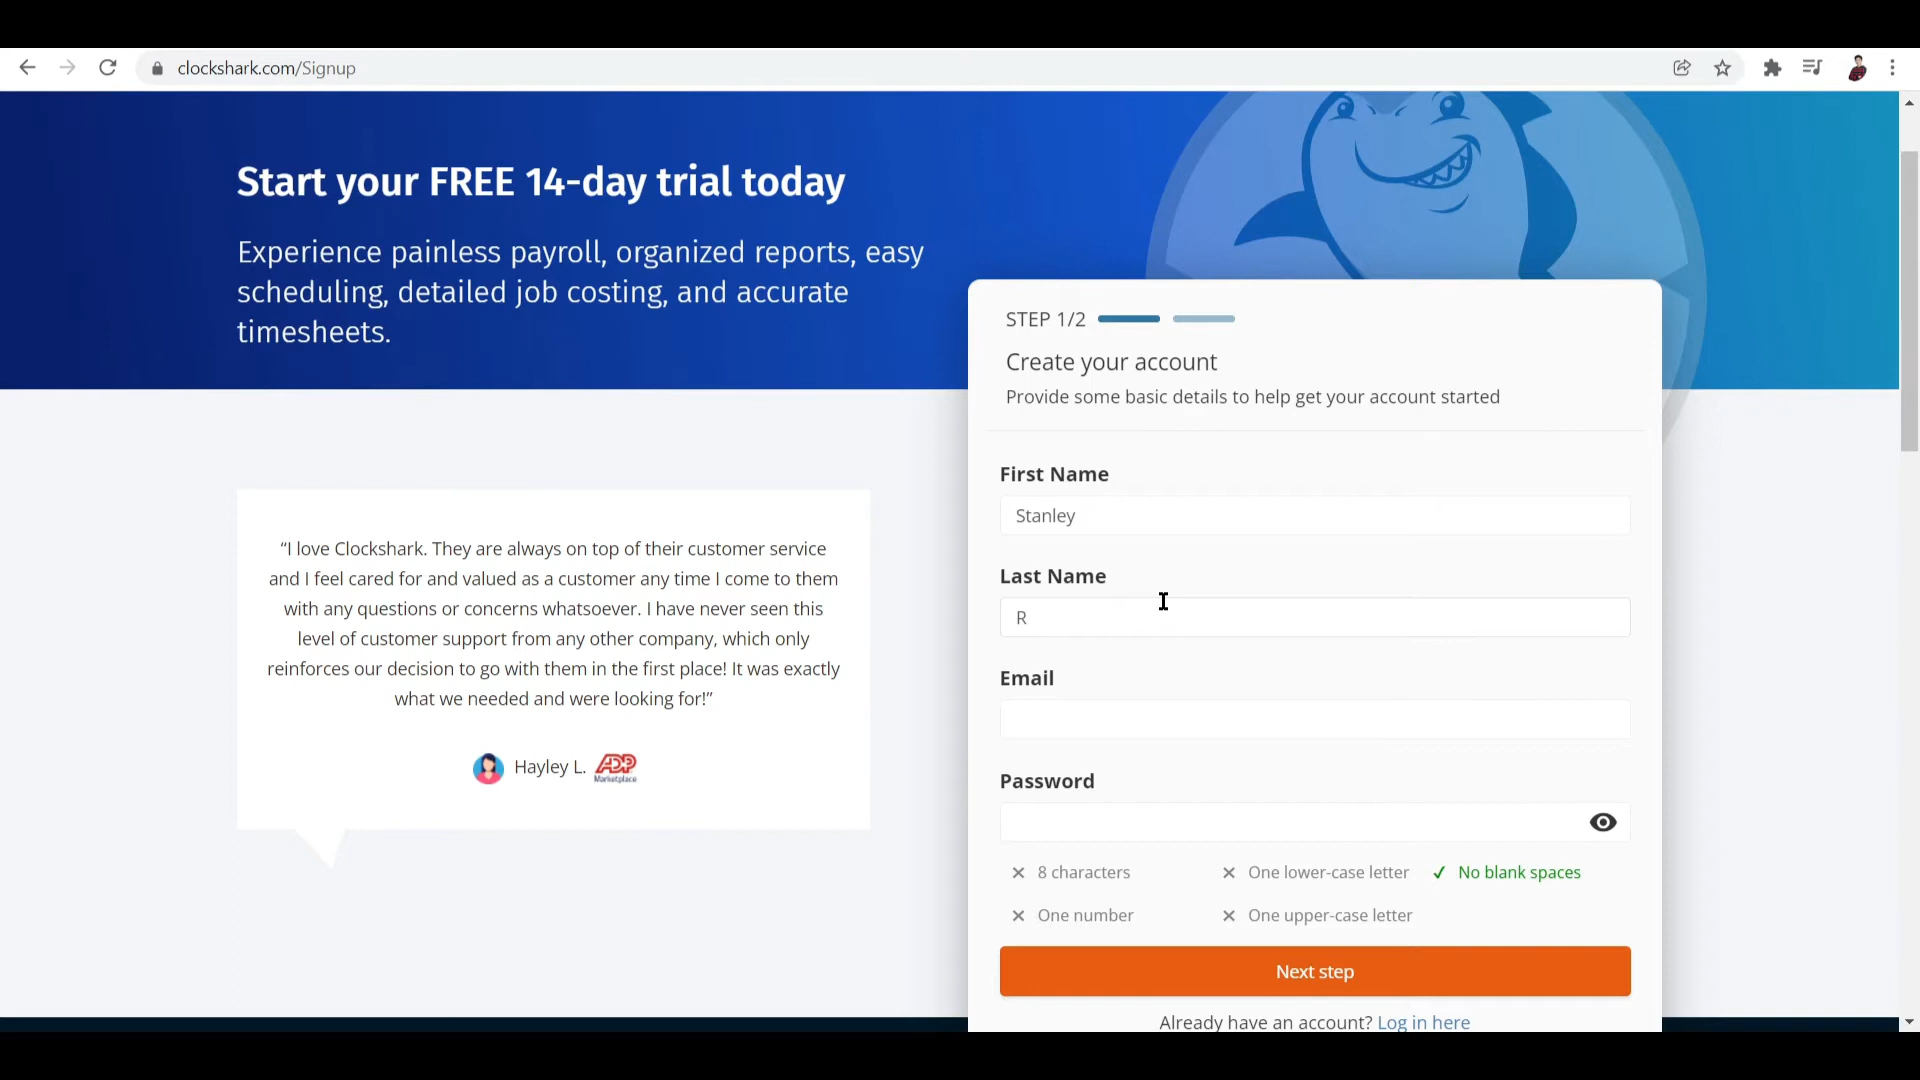 clockshark.com/Signup
Start your FREE 14-day trial today
Experience painless payroll, organized reports, easy
scheduling, detailed job costing, and accurate
timesheets.
“I love Clockshark. They are always on top of their customer service
and I feel cared for and valued as a customer any time I come to them
with any questions or concerns whatsoever. I have never seen this
level of customer support from any other company, which only
reinforces our decision to go with them in the first place! It was exactly
what we needed and were looking for!”
Hayley L.
ADP
Marketplace
STEP 1/2
Create your account
Provide some basic details to help get your account started
First Name
Stanley
Last Name
R
Email
Password
8 characters
One lower-case letter
No blank spaces
One number
One upper-case letter
Next step
Already have an account? Log in here